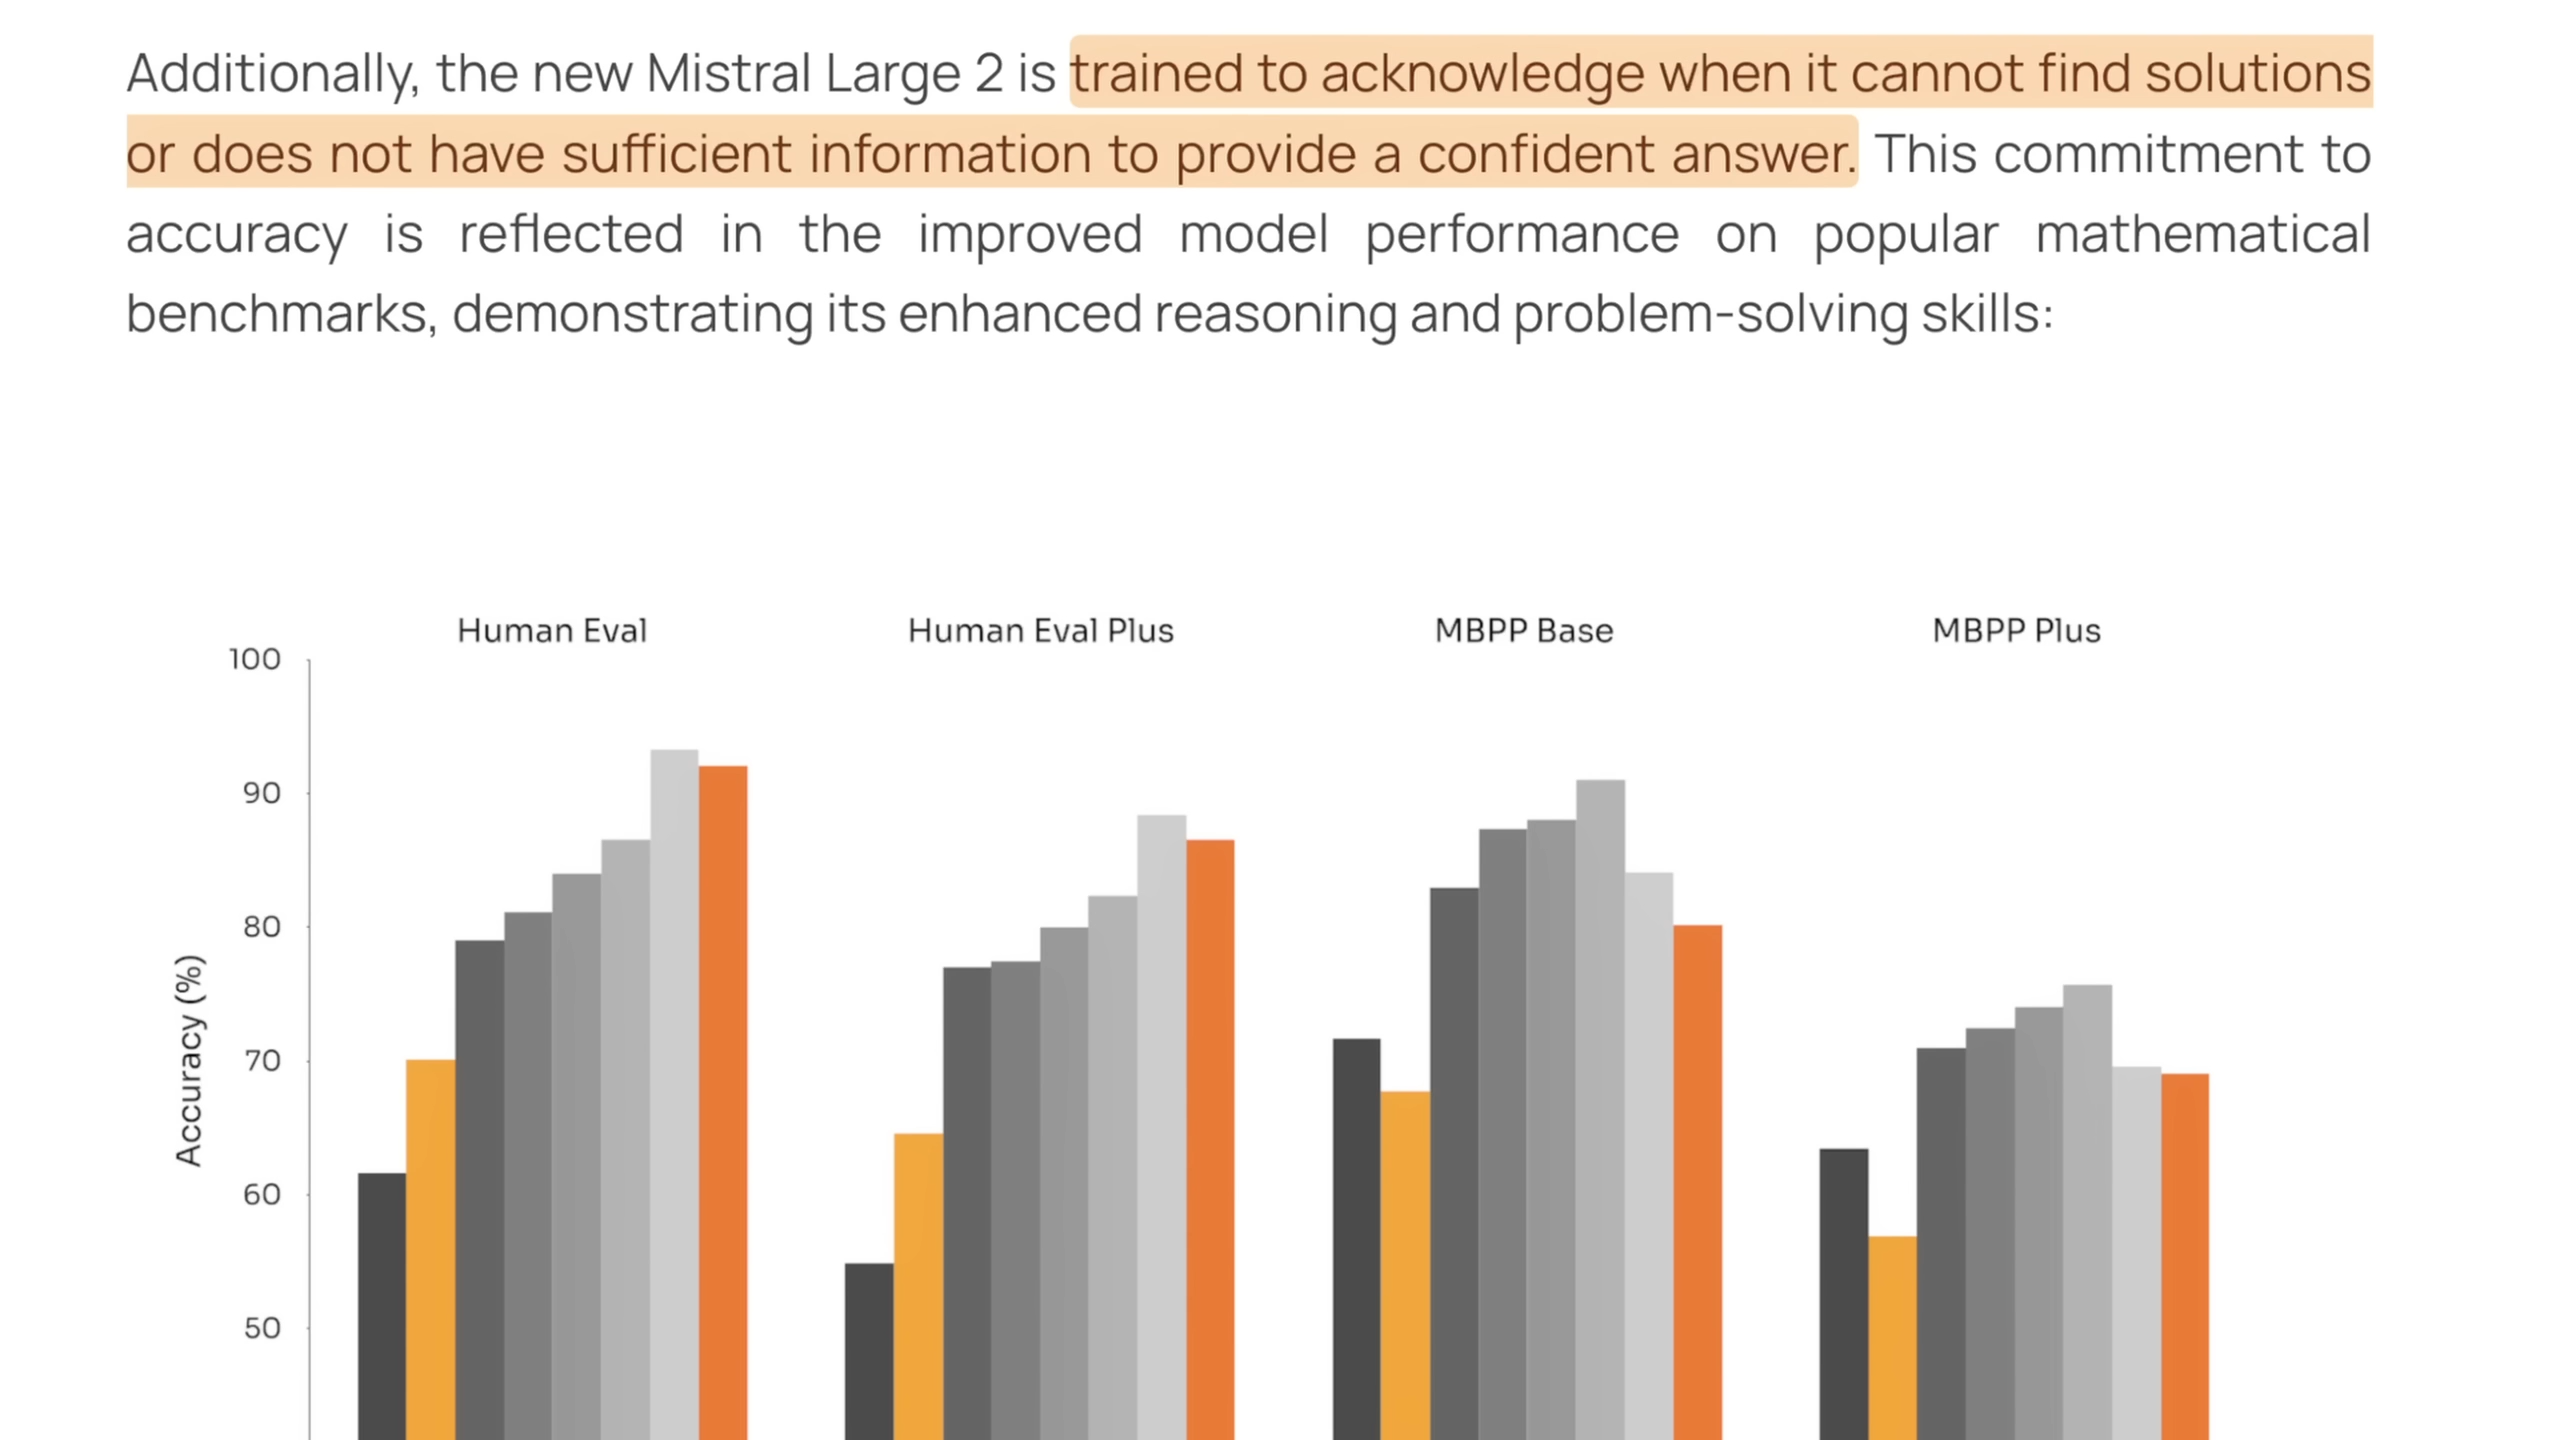 Additionally, the new Mistral Large 2 is trained to acknowledge when it cannot find solutions
or does not have sufficient information to provide a confident answer. This commitment to
accuracy is reflected in the improved model performance on popular mathematical
benchmarks, demonstrating its enhanced reasoning and problem-solving skills:
Human Eval
Human Eval Plus
MBPP Base
MBPP Plus
100
90
80
70
60
50
Accuracy (%)